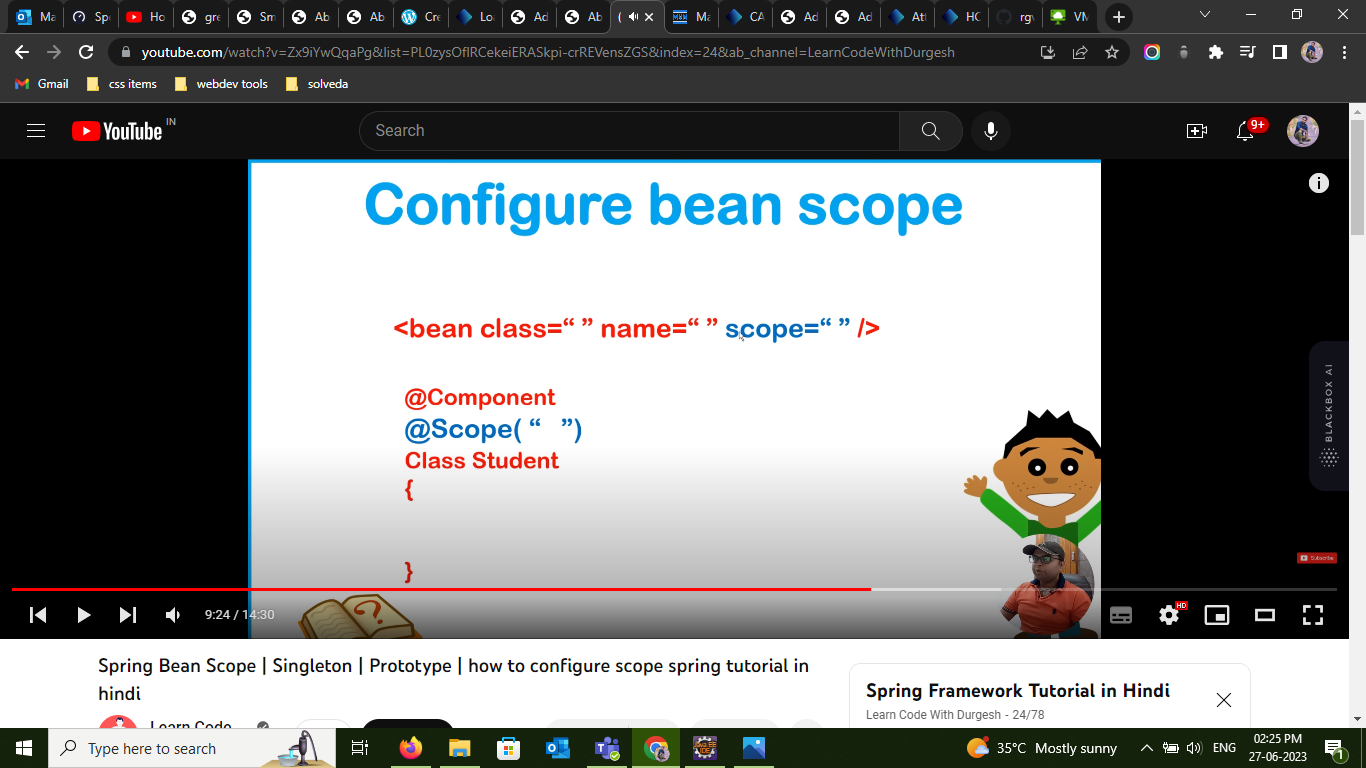 Ma
Sp
Ho
gre
Sm
Ab
Ab
Cre
Lo
Ad
Ab
(
Ma
CA
Ad
Ad
Att
HC
rgv
VM
youtube.com/watch?v=Zx9iYwQqaPg&list=PL0zysOflRCekeiERASkpi-crREVensZGS&index=24&ab_channel=LearnCodeWithDurgesh
Gmail
css items
webdev tools
solveda
YouTube IN
Search
9+
Configure bean scope
<bean class=“ ” name=“ ” scope=“ ” />
@Component
@Scope( “ ”)
Class Student
{
}
BLACKBOX AI
Subscribe
9:24 / 14:30
HD
Spring Bean Scope | Singleton | Prototype | how to configure scope spring tutorial in
hindi
Learn Code
Spring Framework Tutorial in Hindi
Learn Code With Durgesh - 24/78
Type here to search
35°C Mostly sunny
ENG
02:25 PM
27-06-2023
1